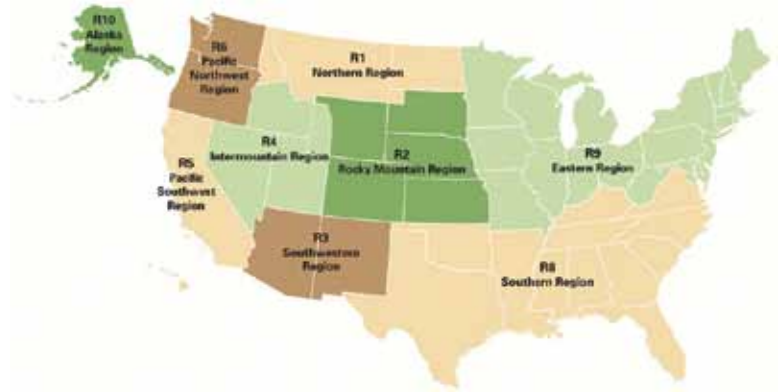 R10
Alaska
Region
R6
Pacific
Northwest
Region
R1
Northern Region
R4
Intermountain Region
R2
Rocky Mountain Region
R9
Eastern Region
R5
Pacific
Southwest
Region
R3
Southwestern
Region
R8
Southern Region